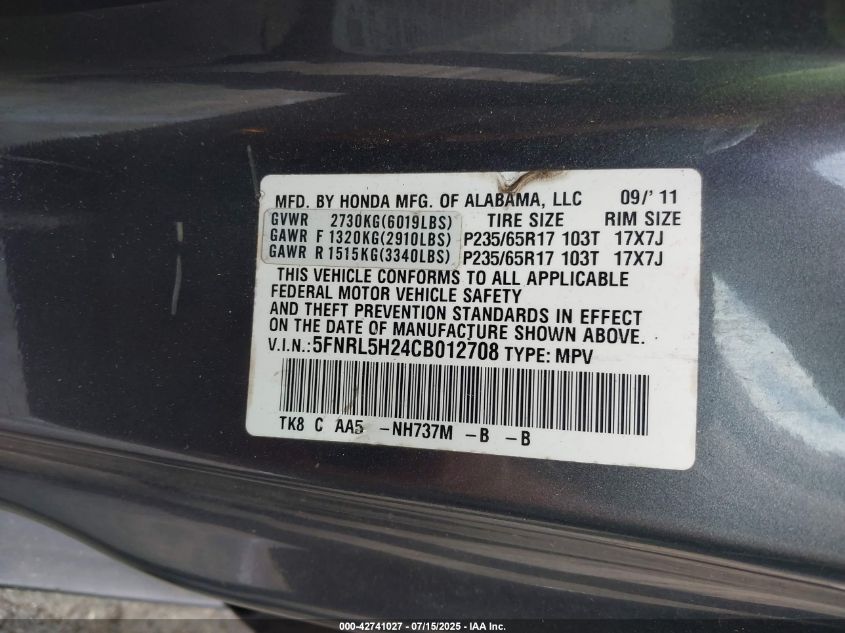 MFD. BY HONDA MFG. OF ALABAMA, LLC 09/'11
GVWR 2730KG(6019LBS) TIRE SIZE RIM SIZE
GAWR F 1320KG(2910LBS) P235/65R17 103T 17X7J
GAWR R 1515KG(3340LBS) P235/65R17 103T 17X7J
THIS VEHICLE CONFORMS TO ALL APPLICABLE
FEDERAL MOTOR VEHICLE SAFETY
AND THEFT PREVENTION STANDARDS IN EFFECT
ON THE DATE OF MANUFACTURE SHOWN ABOVE.
V.I.N.:5FNRL5H24CB012708 TYPE: MPV
TK8 C AA5 -NH737M -B -B
000-42741027 - 07/15/2025 - IAA Inc.